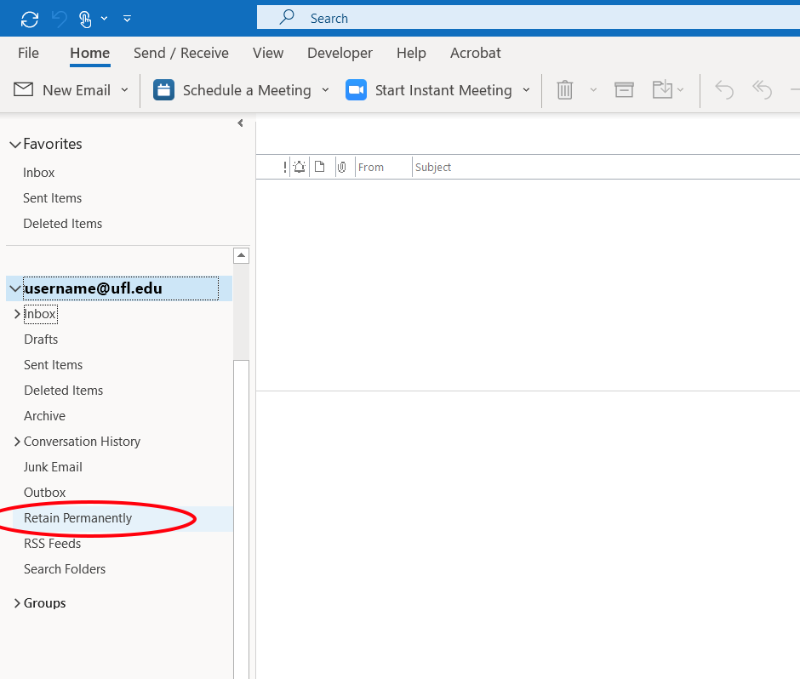 Search
File Home Send / Receive View Developer Help Acrobat
New Email Schedule a Meeting Start Instant Meeting
Favorites
Inbox
Sent Items
Deleted Items
! From Subject
username@ufl.edu
Inbox
Drafts
Sent Items
Deleted Items
Archive
Conversation History
Junk Email
Outbox
Retain Permanently
RSS Feeds
Search Folders
Groups